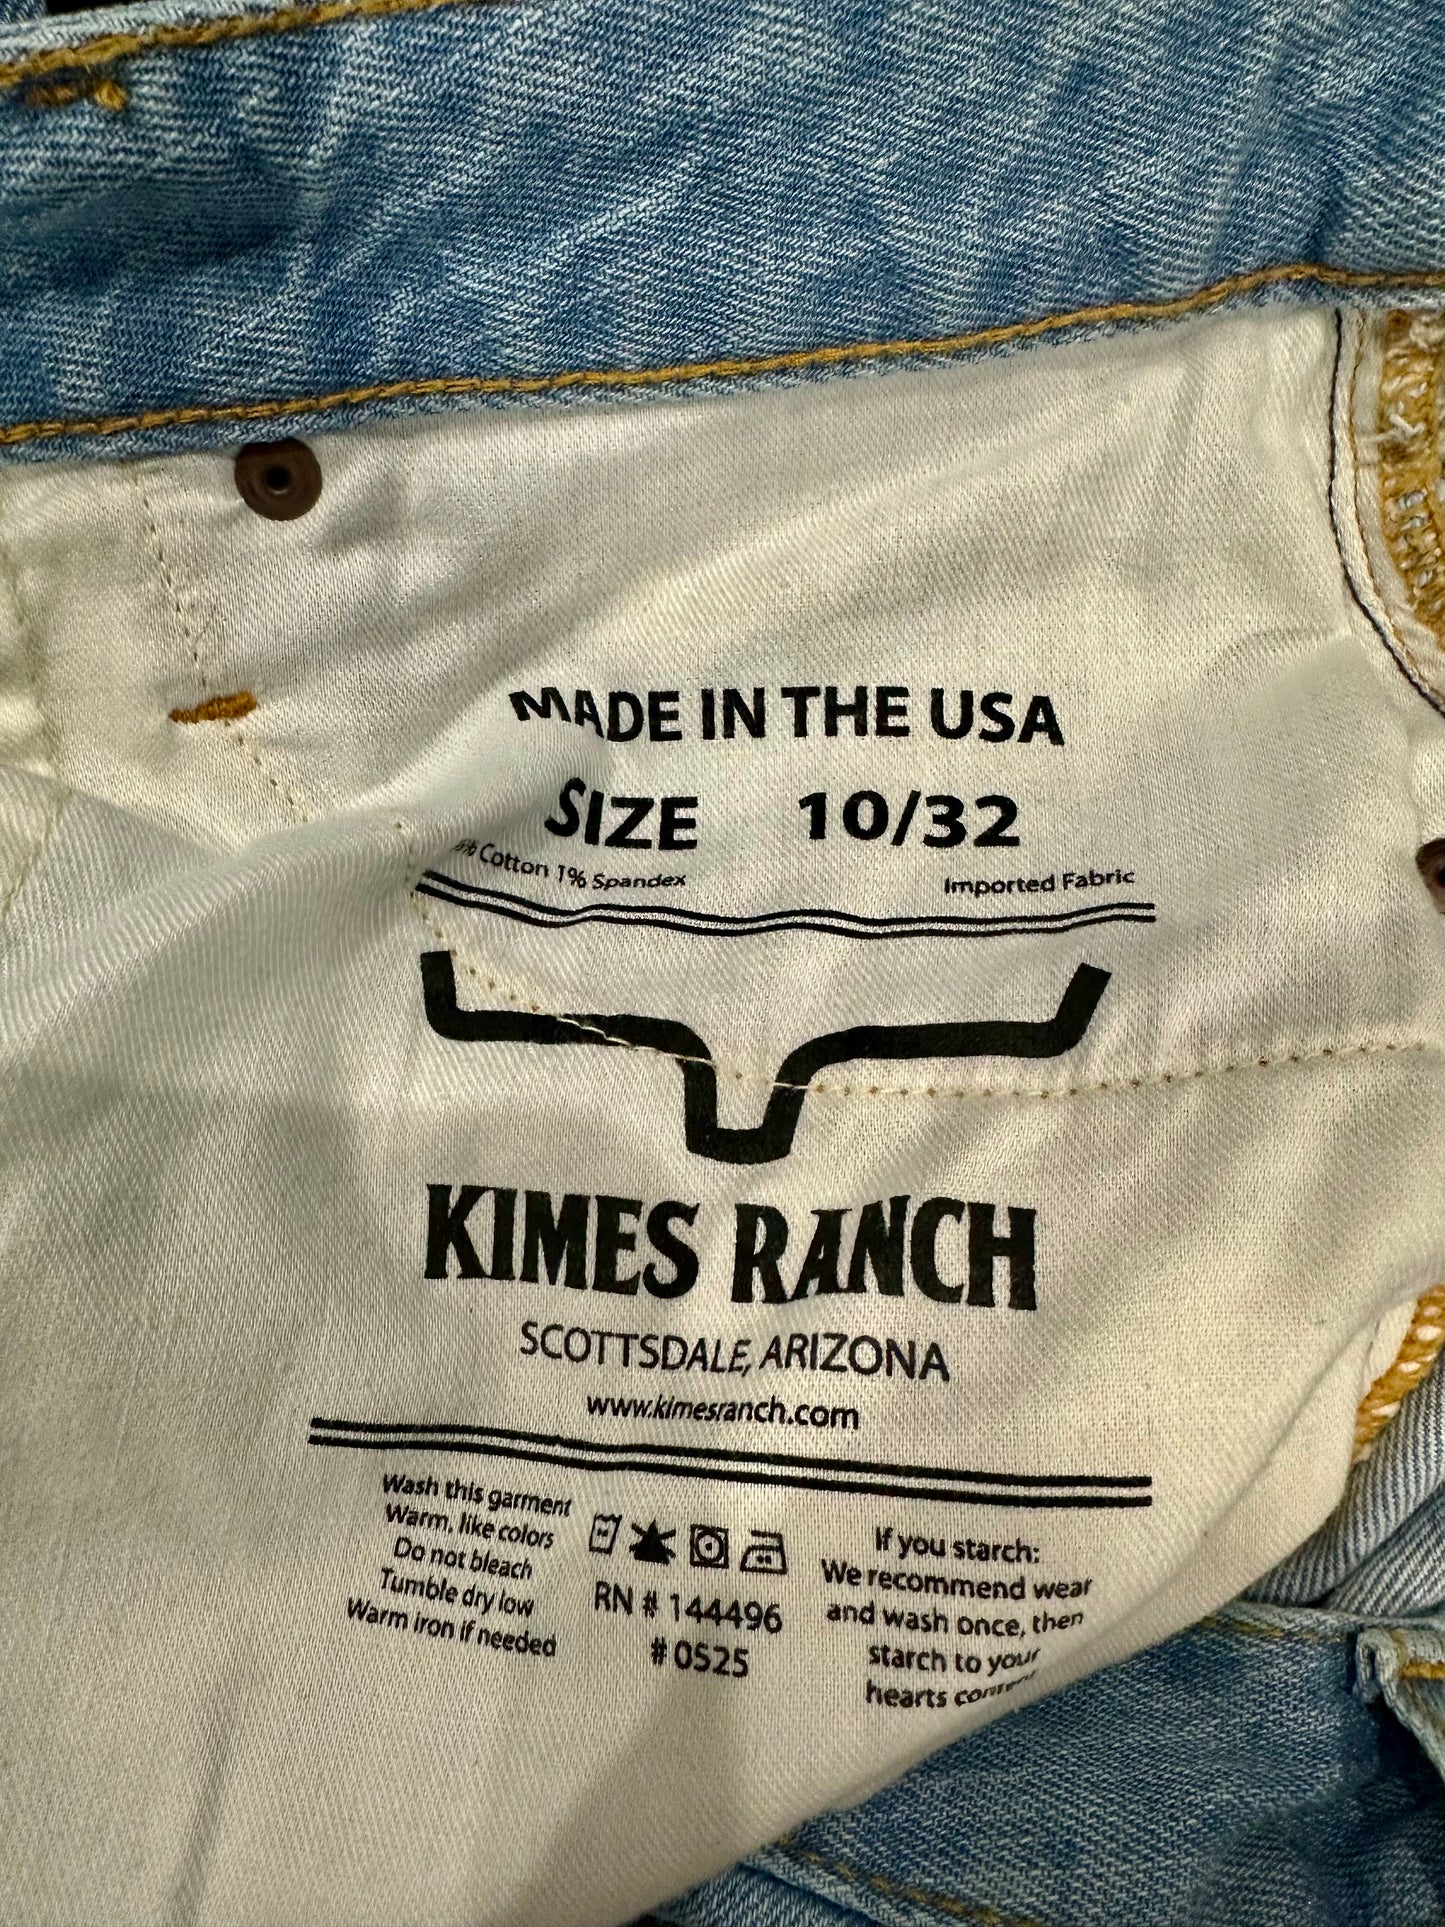 MADE IN THE USA
SIZE 10/32
Cotton 1% Spandex Imported Fabric
KIMES RANCH
SCOTTSDALE, ARIZONA
www.kimesranch.com
Wash this garment
Warm, like colors
Do not bleach
Tumble dry low
Warm iron if needed
RN # 144496
# 0525
If you starch:
We recommend wear
and wash once, then
starch to your
hearts